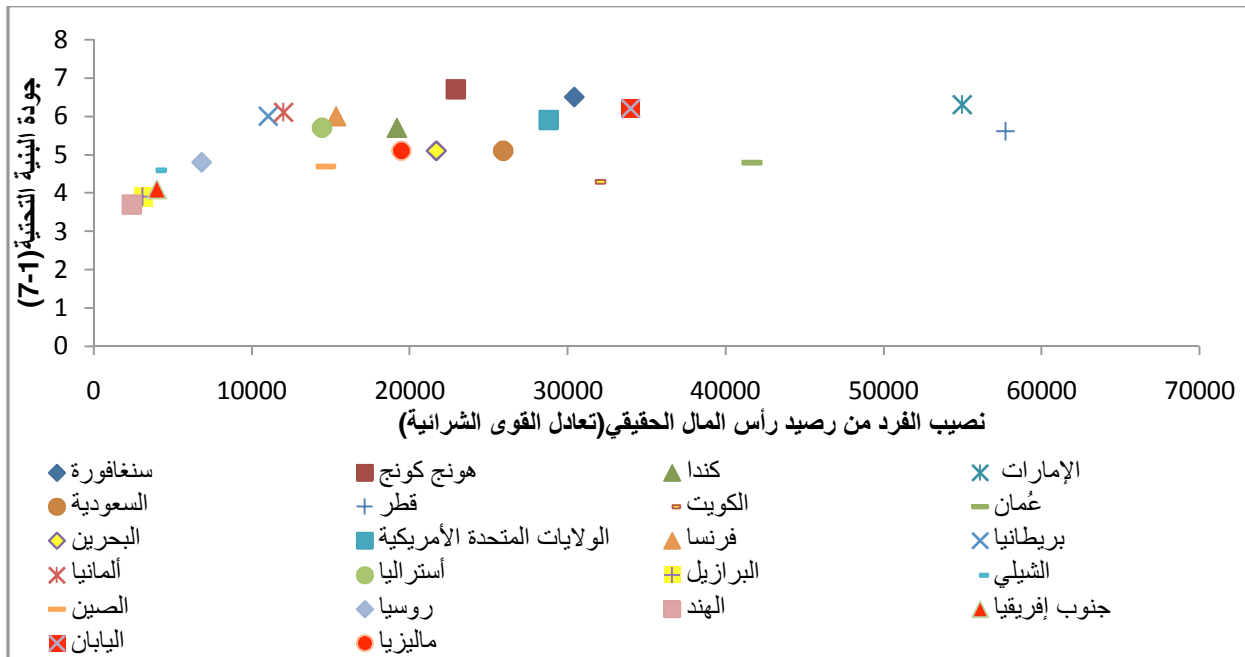 8
7
6
5
4
3
2
1
0
جودة البنية التحتية(1-7)
0 10000 20000 30000 40000 50000 60000 70000
نصيب الفرد من رصيد رأس المال الحقيقي(تعادل القوى الشرائية)
سنغافورة هونج كونج كندا الإمارات
السعودية قطر الكويت عُمان
البحرين الولايات المتحدة الأمريكية فرنسا بريطانيا
ألمانيا أستراليا البرازيل الشيلي
الصين روسيا الهند جنوب إفريقيا
اليابان ماليزيا